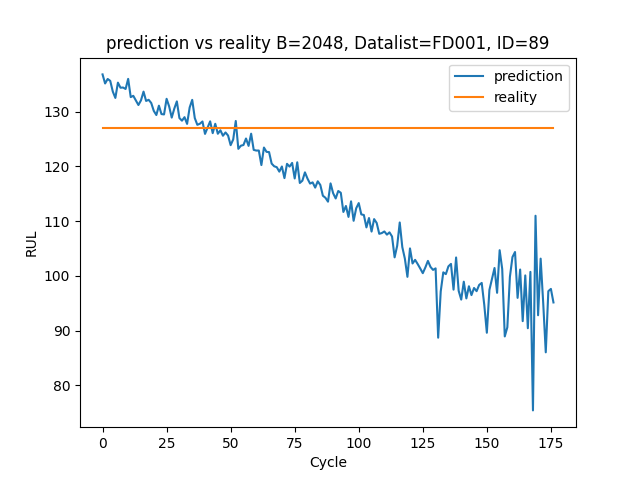 prediction vs reality B=2048, Datalist=FD001, ID=89
prediction
reality
RUL
130
120
110
100
90
80
0 25 50 75 100 125 150 175
Cycle